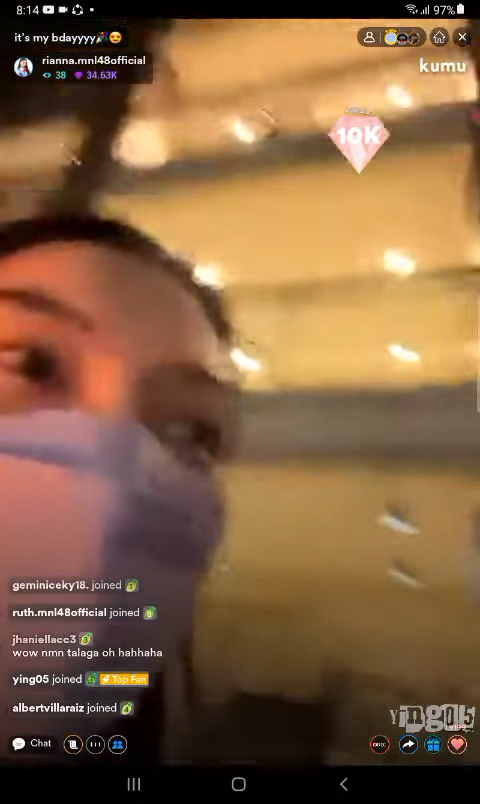 8:14
97%
it's my bdayyyy🎉😍
rianna.mnl48official
38 34.63K
kumu
GOAL
10K
geminiceky18. joined
ruth.mnl48official joined
jhaniellacc3
wow nmn talaga oh hahhaha
ying05 joined Top Fan
albertvillaraiz joined
Ying05
Chat